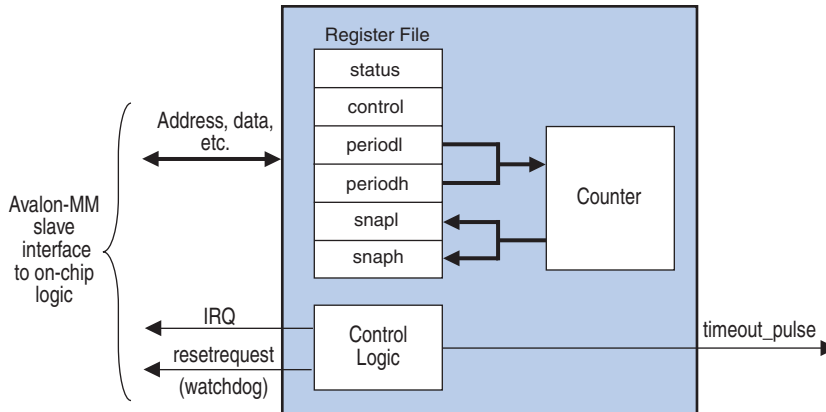 Register File
status
control
periodl
periodh
snapl
snaph
Counter
Address, data,
etc.
Avalon-MM
slave
interface
to on-chip
logic
IRQ
resetrequest
(watchdog)
Control
Logic
timeout_pulse